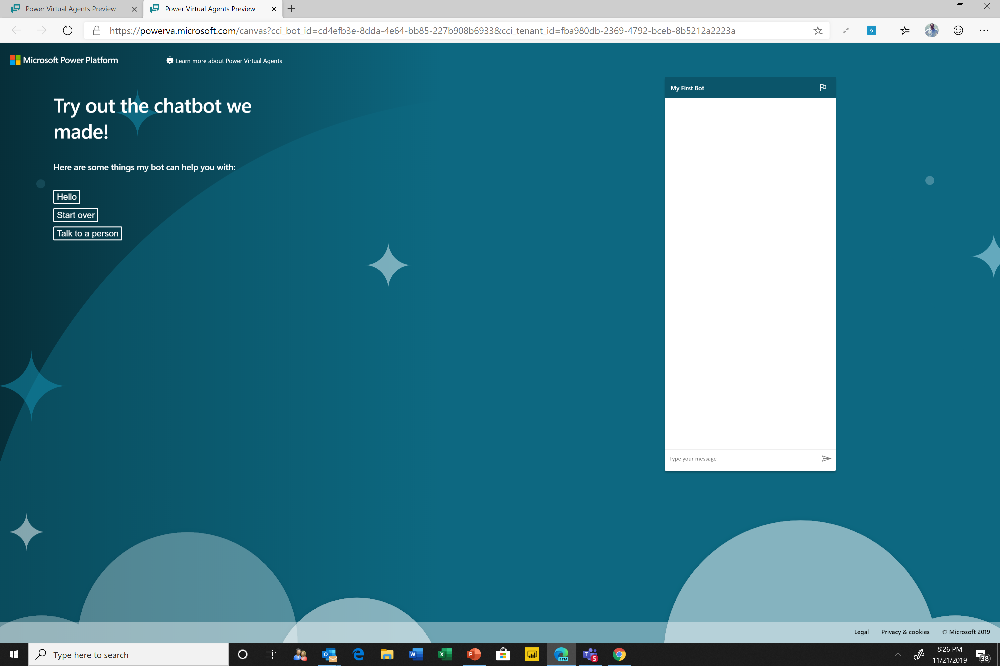 Power Virtual Agents Preview
Power Virtual Agents Preview
https://powerva.microsoft.com/canvas?cci_bot_id=cd4efb3e-8dda-4e64-bb85-227b908b6933&cci_tenant_id=fba980db-2369-4792-bceb-8b5212a2223a
Microsoft Power Platform
Learn more about Power Virtual Agents
Try out the chatbot we
made!
Here are some things my bot can help you with:
Hello
Start over
Talk to a person
My First Bot
Type your message
Legal
Privacy & cookies
© Microsoft 2019
Type here to search
O
W
X
P
BETA
T
5
8:26 PM
11/21/2019
38